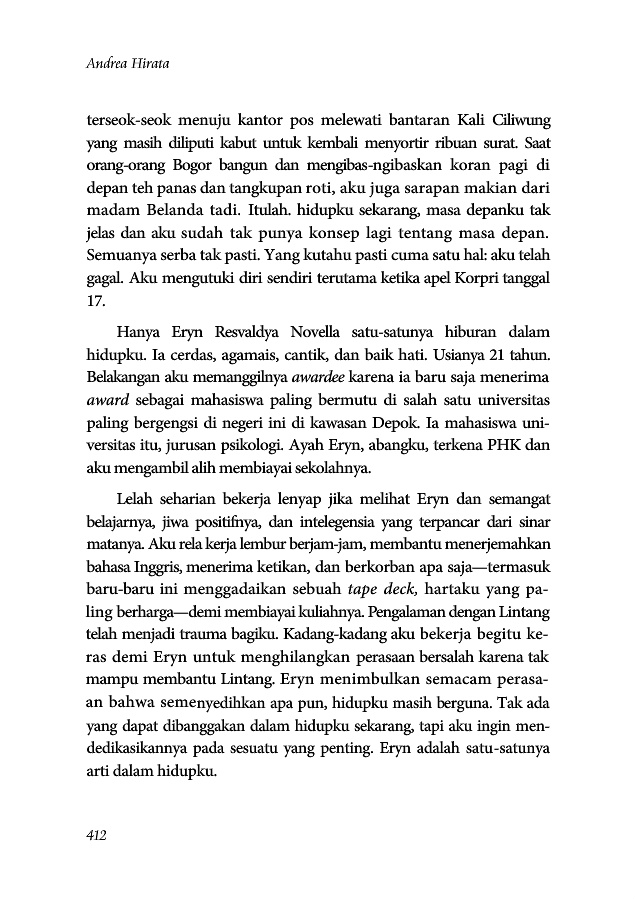 Andrea Hirata
terseok-seok menuju kantor pos melewati bantaran Kali Ciliwung
yang masih diliputi kabut untuk kembali menyortir ribuan surat. Saat
orang-orang Bogor bangun dan mengibas-ngibaskan koran pagi di
depan teh panas dan tangkupan roti, aku juga sarapan makian dari
madam Belanda tadi. Itulah. hidupku sekarang, masa depanku tak
jelas dan aku sudah tak punya konsep lagi tentang masa depan.
Semuanya serba tak pasti. Yang kutahu pasti cuma satu hal: aku telah
gagal. Aku mengutuki diri sendiri terutama ketika apel Korpri tanggal
17.
Hanya Eryn Resvaldya Novella satu-satunya hiburan dalam
hidupku. Ia cerdas, agamais, cantik, dan baik hati. Usianya 21 tahun.
Belakangan aku memanggilnya awardee karena ia baru saja menerima
award sebagai mahasiswa paling bermutu di salah satu universitas
paling bergengsi di negeri ini di kawasan Depok. Ia mahasiswa uni-
versitas itu, jurusan psikologi. Ayah Eryn, abangku, terkena PHK dan
aku mengambil alih membiayai sekolahnya.
Lelah seharian bekerja lenyap jika melihat Eryn dan semangat
belajarnya, jiwa positifnya, dan intelegensia yang terpancar dari sinar
matanya. Aku rela kerja lembur berjam-jam, membantu menerjemahkan
bahasa Inggris, menerima ketikan, dan berkorban apa saja—termasuk
baru-baru ini menggadaikan sebuah tape deck, hartaku yang pa-
ling berharga—demi membiayai kuliahnya. Pengalaman dengan Lintang
telah menjadi trauma bagiku. Kadang-kadang aku bekerja begitu ke-
ras demi Eryn untuk menghilangkan perasaan bersalah karena tak
mampu membantu Lintang. Eryn menimbulkan semacam perasa-
an bahwa semenyedihkan apa pun, hidupku masih berguna. Tak ada
yang dapat dibanggakan dalam hidupku sekarang, tapi aku ingin men-
dedikasikannya pada sesuatu yang penting. Eryn adalah satu-satunya
arti dalam hidupku.
412